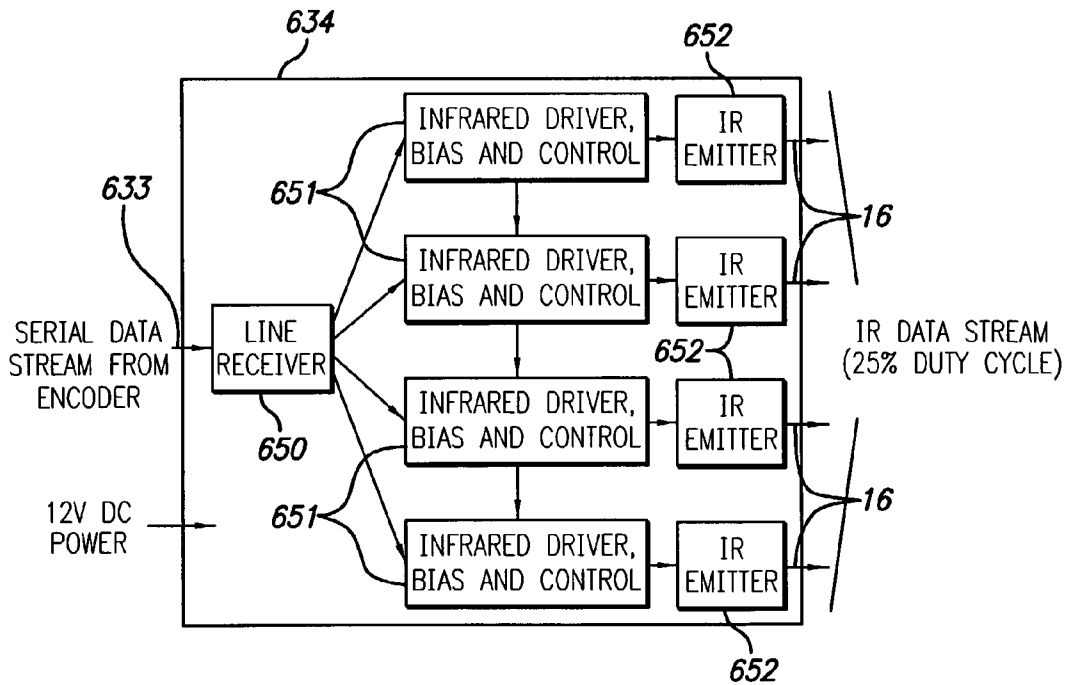 634
652
INFRARED DRIVER,
BIAS AND CONTROL
IR
EMITTER
633
651
16
INFRARED DRIVER,
BIAS AND CONTROL
IR
EMITTER
SERIAL DATA
STREAM FROM
ENCODER
LINE
RECEIVER
652
IR DATA STREAM
(25% DUTY CYCLE)
650
INFRARED DRIVER,
BIAS AND CONTROL
IR
EMITTER
12V DC
POWER
651
16
INFRARED DRIVER,
BIAS AND CONTROL
IR
EMITTER
652